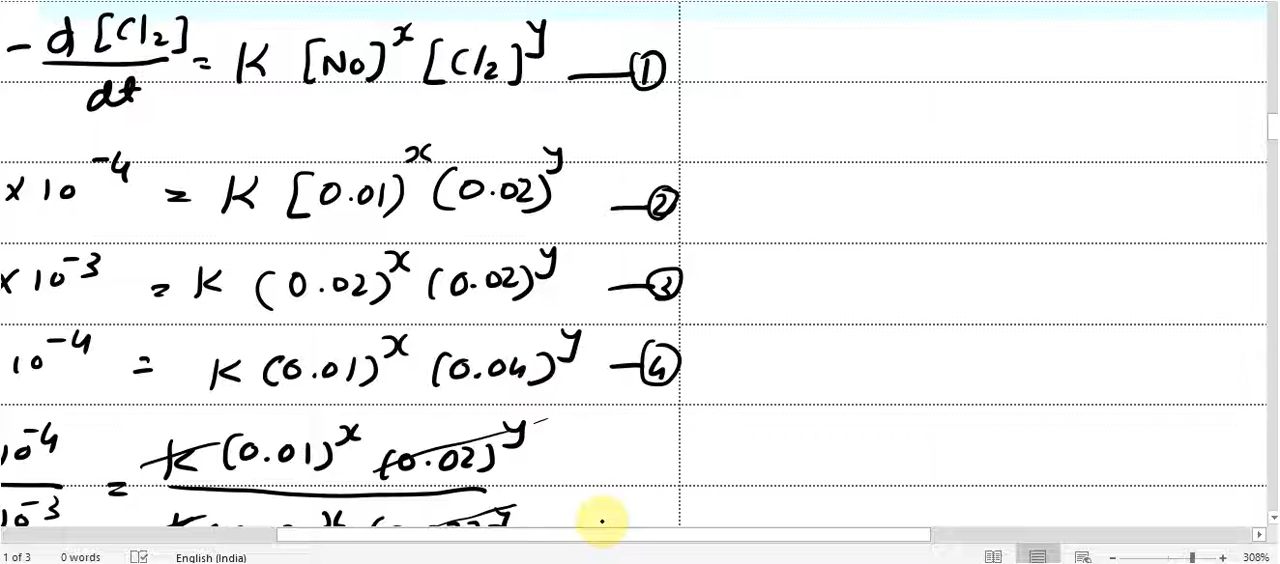 - d [Cl2] / dt = K [No]^x [Cl2]^y —①
x 10^-4 = K [0.01)^x (0.02)^y —②
x 10^-3 = K (0.02)^x (0.02)^y —③
10^-4 = K (0.01)^x (0.04)^y —④
10^-4 / 10^-3 = K (0.01)^x (0.02)^y
1 of 3 0 words English (India) 308%